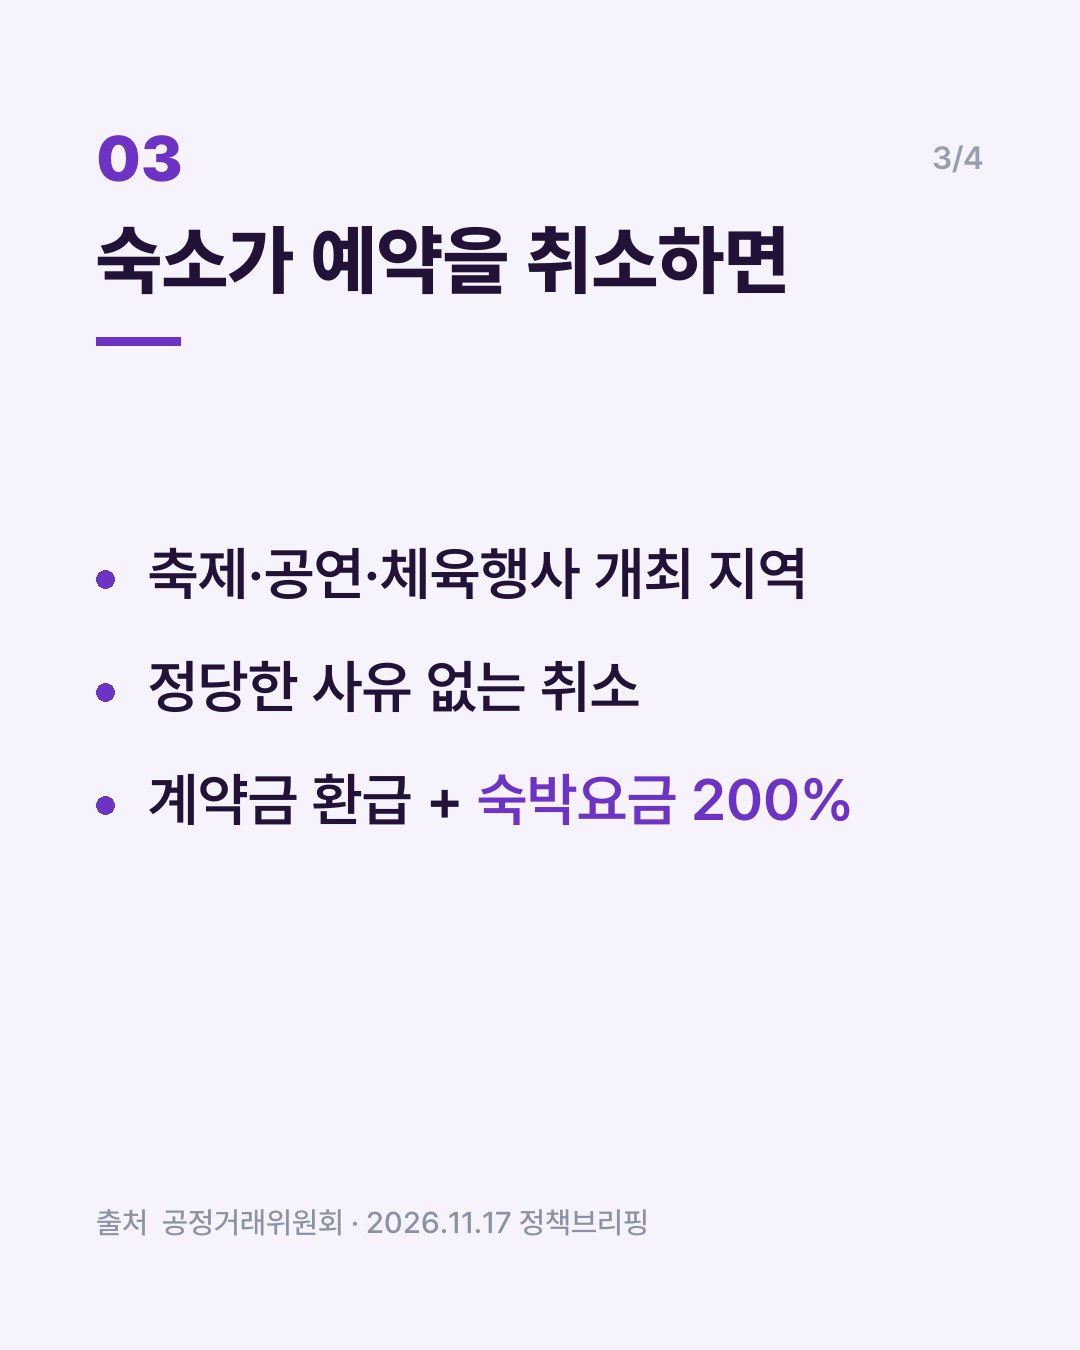 03
3/4
숙소가 예약을 취소하면
• 축제·공연·체육행사 개최 지역
• 정당한 사유 없는 취소
• 계약금 환급 + 숙박요금 200%
출처 공정거래위원회 · 2026.11.17 정책브리핑